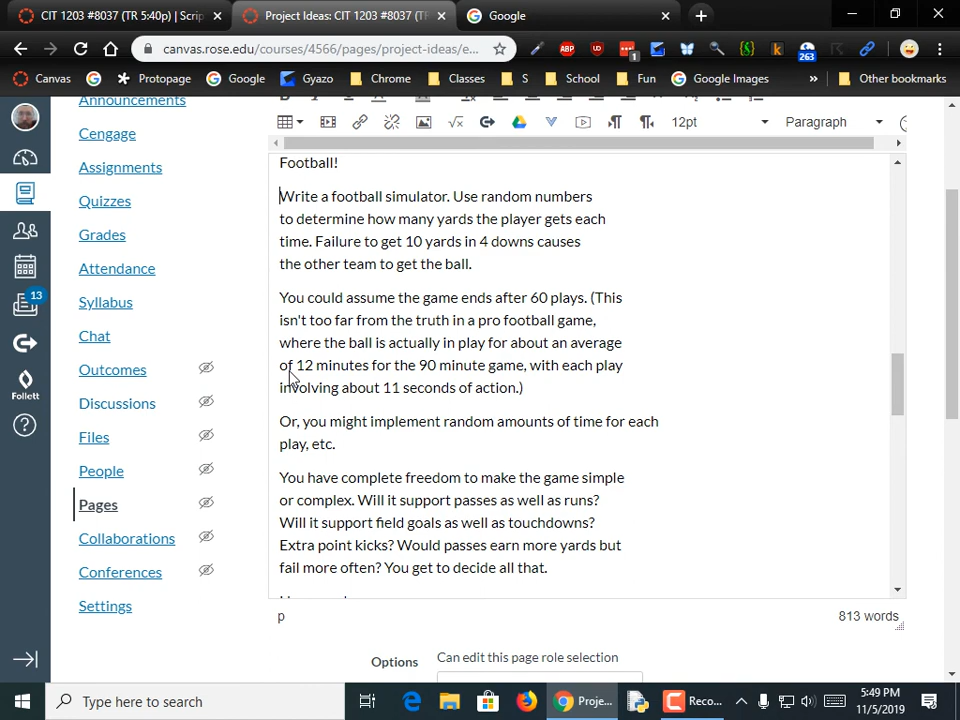 CIT 1203 #8037 (TR 5:40p) | Scrip
Project Ideas: CIT 1203 #8037 (TF
Google
canvas.rose.edu/courses/4566/pages/project-ideas/e...
ABP
1
263
Canvas
Protopage
Google
Gyazo
Chrome
Classes
S
School
Fun
Google Images
»
Other bookmarks
Announcements
Cengage
Assignments
Quizzes
Grades
Attendance
Syllabus
Chat
Outcomes
Discussions
Files
People
Pages
Collaborations
Conferences
Settings
13
Follett
12pt
Paragraph
Football!
Write a football simulator. Use random numbers
to determine how many yards the player gets each
time. Failure to get 10 yards in 4 downs causes
the other team to get the ball.
You could assume the game ends after 60 plays. (This
isn't too far from the truth in a pro football game,
where the ball is actually in play for about an average
of 12 minutes for the 90 minute game, with each play
involving about 11 seconds of action.)
Or, you might implement random amounts of time for each
play, etc.
You have complete freedom to make the game simple
or complex. Will it support passes as well as runs?
Will it support field goals as well as touchdowns?
Extra point kicks? Would passes earn more yards but
fail more often? You get to decide all that.
p
813 words
Options
Can edit this page role selection
Type here to search
Proje...
Reco...
5:49 PM
11/5/2019